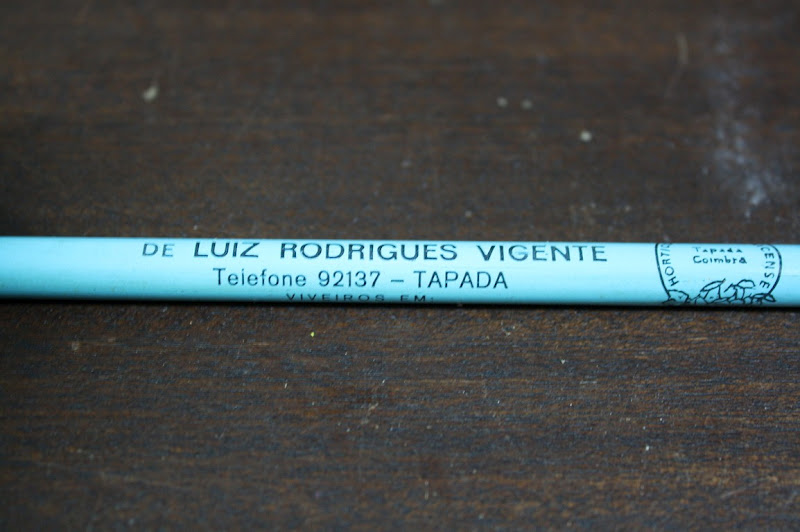 DE LUIZ RODRIGUES VIGENTE
Telefone 92137 – TAPADA
VIVEIROS EM:
Tapada
Coimbra